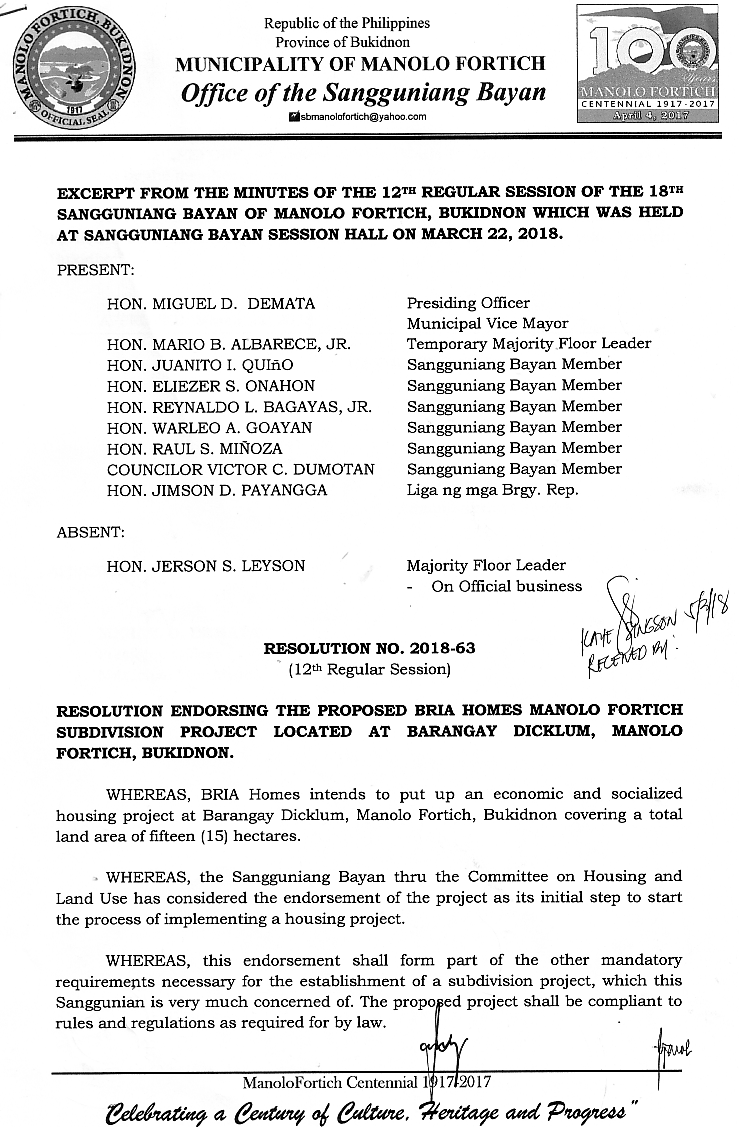 MANOLO FORTICH, BUKIDNON
1917
OFFICIAL SEAL
Republic of the Philippines
Province of Bukidnon
MUNICIPALITY OF MANOLO FORTICH
Office of the Sangguniang Bayan
sbmanolofortich@yahoo.com
100
Years
MANOLO FORTICH
CENTENNIAL 1917-2017
April 4, 2017
EXCERPT FROM THE MINUTES OF THE 12TH REGULAR SESSION OF THE 18TH
SANGGUNIANG BAYAN OF MANOLO FORTICH, BUKIDNON WHICH WAS HELD
AT SANGGUNIANG BAYAN SESSION HALL ON MARCH 22, 2018.
PRESENT:
HON. MIGUEL D. DEMATA Presiding Officer
Municipal Vice Mayor
HON. MARIO B. ALBARECE, JR. Temporary Majority Floor Leader
HON. JUANITO I. QUIñO Sangguniang Bayan Member
HON. ELIEZER S. ONAHON Sangguniang Bayan Member
HON. REYNALDO L. BAGAYAS, JR. Sangguniang Bayan Member
HON. WARLEO A. GOAYAN Sangguniang Bayan Member
HON. RAUL S. MIÑOZA Sangguniang Bayan Member
COUNCILOR VICTOR C. DUMOTAN Sangguniang Bayan Member
HON. JIMSON D. PAYANGGA Liga ng mga Brgy. Rep.
ABSENT:
HON. JERSON S. LEYSON Majority Floor Leader
- On Official business
KAYE SINGSON 5/3/18
RECEIVED BY:
RESOLUTION NO. 2018-63
(12th Regular Session)
RESOLUTION ENDORSING THE PROPOSED BRIA HOMES MANOLO FORTICH
SUBDIVISION PROJECT LOCATED AT BARANGAY DICKLUM, MANOLO
FORTICH, BUKIDNON.
WHEREAS, BRIA Homes intends to put up an economic and socialized
housing project at Barangay Dicklum, Manolo Fortich, Bukidnon covering a total
land area of fifteen (15) hectares.
WHEREAS, the Sangguniang Bayan thru the Committee on Housing and
Land Use has considered the endorsement of the project as its initial step to start
the process of implementing a housing project.
WHEREAS, this endorsement shall form part of the other mandatory
requirements necessary for the establishment of a subdivision project, which this
Sanggunian is very much concerned of. The proposed project shall be compliant to
rules and regulations as required for by law.
ManoloFortich Centennial 1917-2017
"Celebrating a Century of Culture, Heritage and Progress"